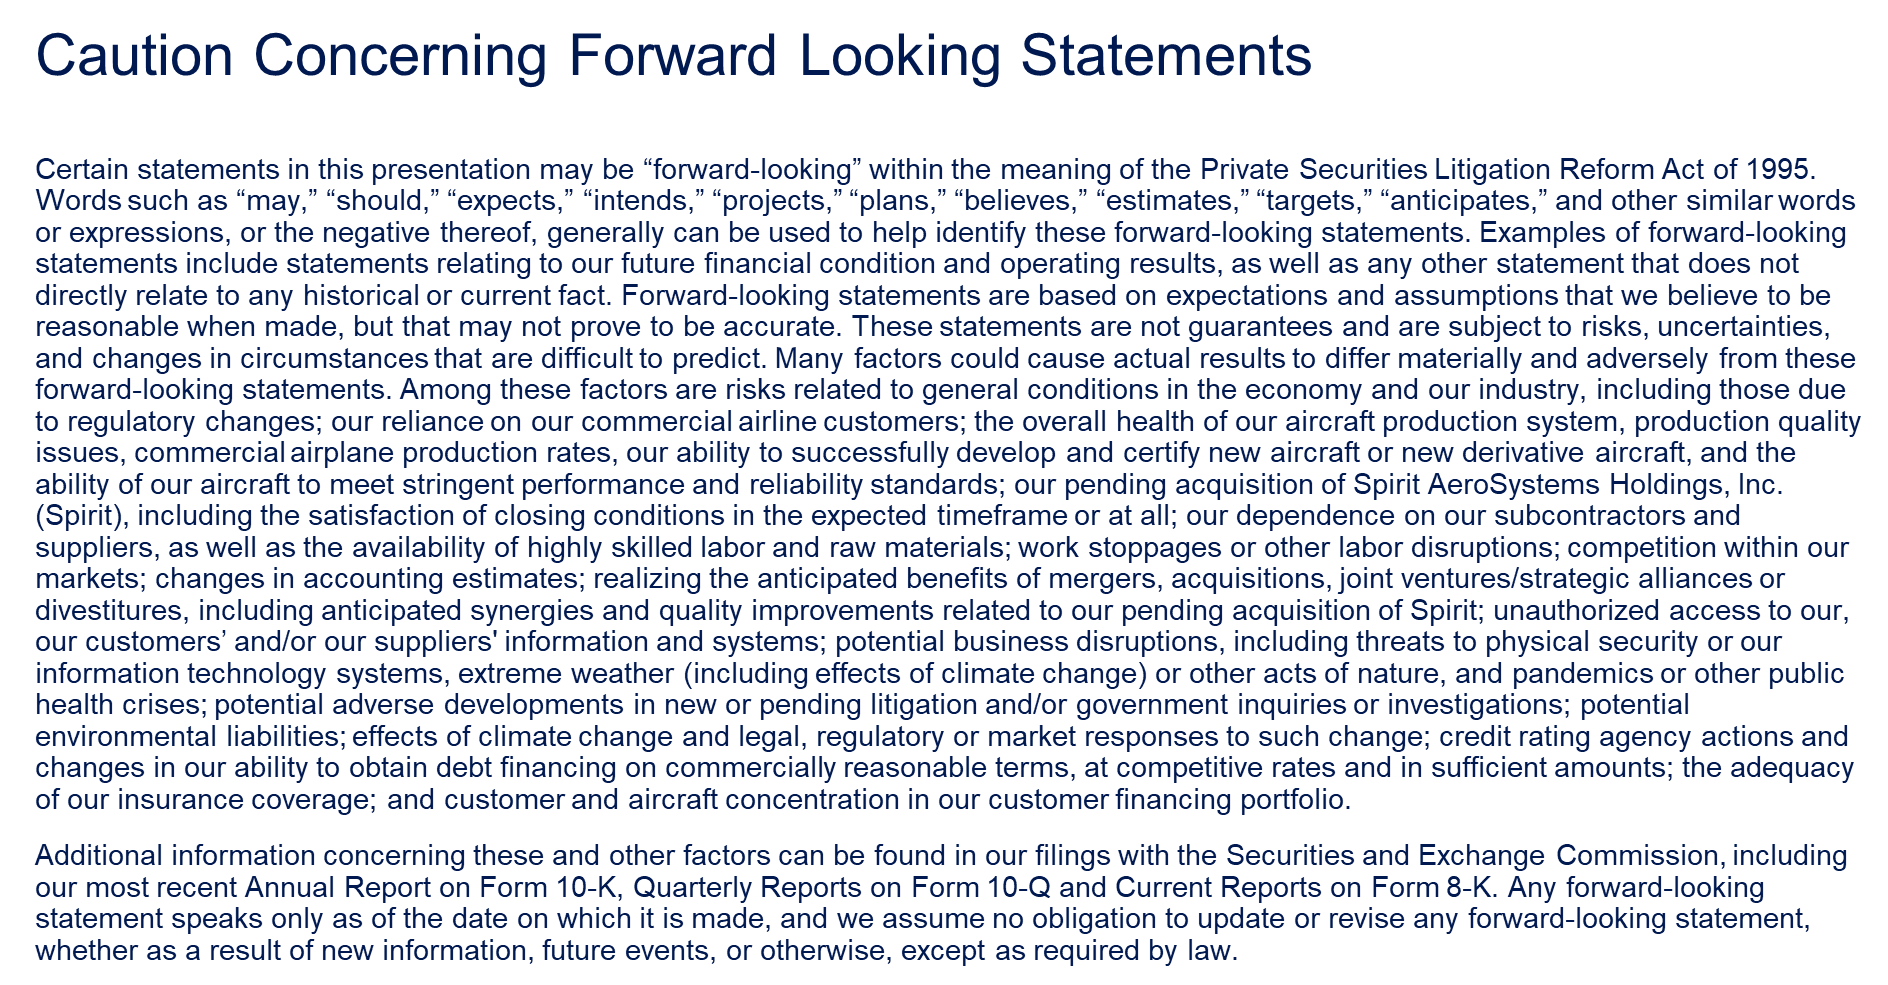 Caution Concerning Forward Looking Statements
Certain statements in this presentation may be “forward-looking” within the meaning of the Private Securities Litigation Reform Act of 1995.
Words such as “may,” “should,” “expects,” “intends,” “projects,” “plans,” “believes,” “estimates,” “targets,” “anticipates,” and other similar words
or expressions, or the negative thereof, generally can be used to help identify these forward-looking statements. Examples of forward-looking
statements include statements relating to our future financial condition and operating results, as well as any other statement that does not
directly relate to any historical or current fact. Forward-looking statements are based on expectations and assumptions that we believe to be
reasonable when made, but that may not prove to be accurate. These statements are not guarantees and are subject to risks, uncertainties,
and changes in circumstances that are difficult to predict. Many factors could cause actual results to differ materially and adversely from these
forward-looking statements. Among these factors are risks related to general conditions in the economy and our industry, including those due
to regulatory changes; our reliance on our commercial airline customers; the overall health of our aircraft production system, production quality
issues, commercial airplane production rates, our ability to successfully develop and certify new aircraft or new derivative aircraft, and the
ability of our aircraft to meet stringent performance and reliability standards; our pending acquisition of Spirit AeroSystems Holdings, Inc.
(Spirit), including the satisfaction of closing conditions in the expected timeframe or at all; our dependence on our subcontractors and
suppliers, as well as the availability of highly skilled labor and raw materials; work stoppages or other labor disruptions; competition within our
markets; changes in accounting estimates; realizing the anticipated benefits of mergers, acquisitions, joint ventures/strategic alliances or
divestitures, including anticipated synergies and quality improvements related to our pending acquisition of Spirit; unauthorized access to our,
our customers’ and/or our suppliers' information and systems; potential business disruptions, including threats to physical security or our
information technology systems, extreme weather (including effects of climate change) or other acts of nature, and pandemics or other public
health crises; potential adverse developments in new or pending litigation and/or government inquiries or investigations; potential
environmental liabilities; effects of climate change and legal, regulatory or market responses to such change; credit rating agency actions and
changes in our ability to obtain debt financing on commercially reasonable terms, at competitive rates and in sufficient amounts; the adequacy
of our insurance coverage; and customer and aircraft concentration in our customer financing portfolio.
Additional information concerning these and other factors can be found in our filings with the Securities and Exchange Commission, including
our most recent Annual Report on Form 10-K, Quarterly Reports on Form 10-Q and Current Reports on Form 8-K. Any forward-looking
statement speaks only as of the date on which it is made, and we assume no obligation to update or revise any forward-looking statement,
whether as a result of new information, future events, or otherwise, except as required by law.